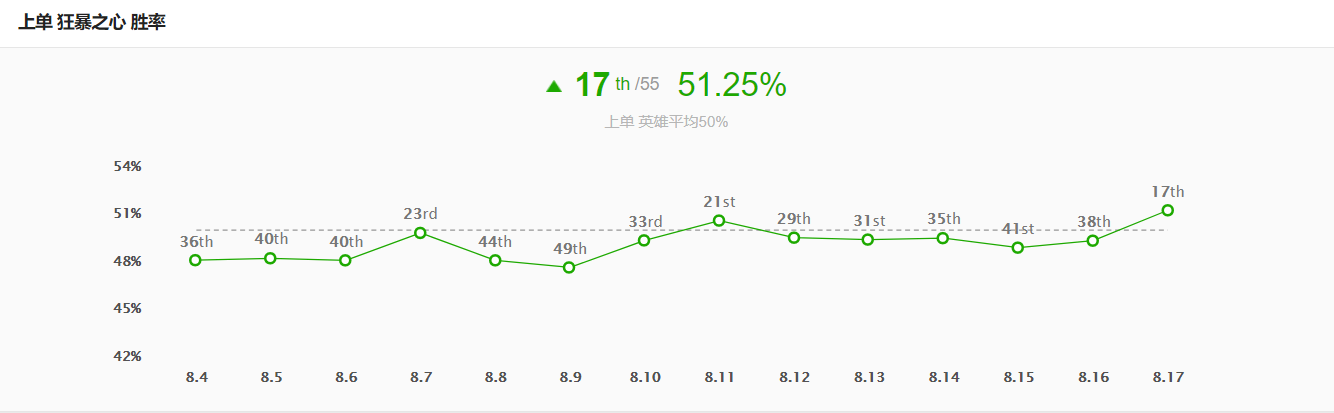 上单 狂暴之心 胜率
17 th /55 51.25%
上单 英雄平均50%
54%
51%
48%
45%
42%
36th
40th
40th
23rd
44th
49th
33rd
21st
29th
31st
35th
41st
38th
17th
8.4 8.5 8.6 8.7 8.8 8.9 8.10 8.11 8.12 8.13 8.14 8.15 8.16 8.17